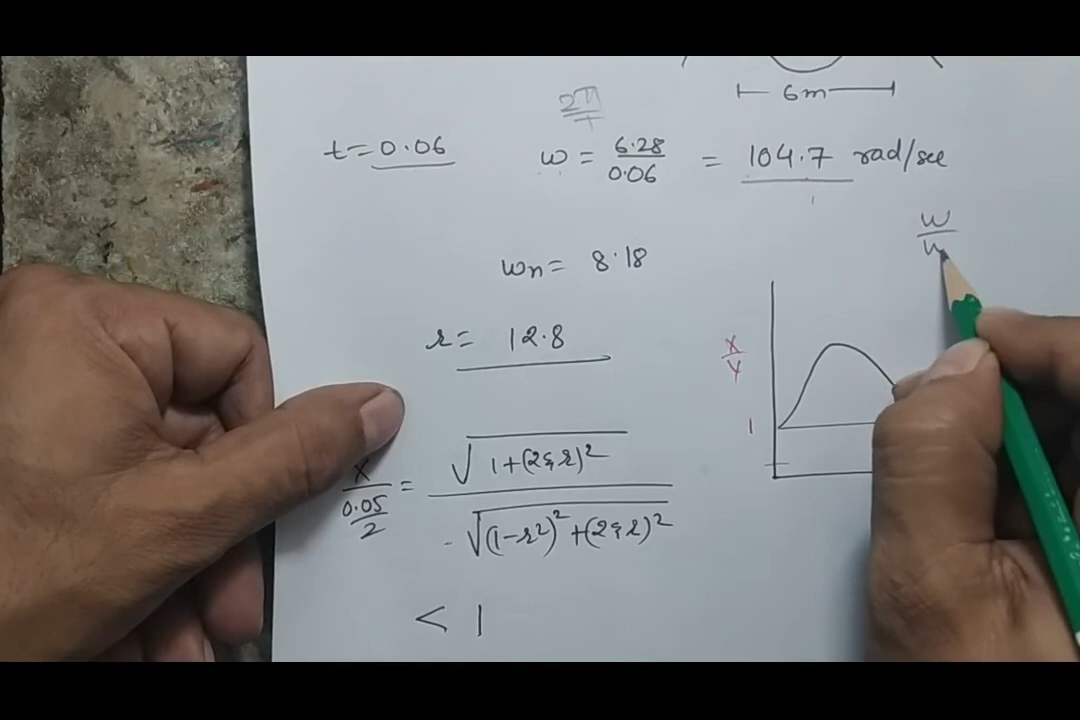 6m
2π/T
t = 0.06 ω = 6.28/0.06 = 104.7 rad/sec
ω/
ωn = 8.18
r = 12.8
X/Y
1
X/(0.05/2) = √(1+(2ξr)²) / √((1-r²)² + (2ξr)²)
< 1